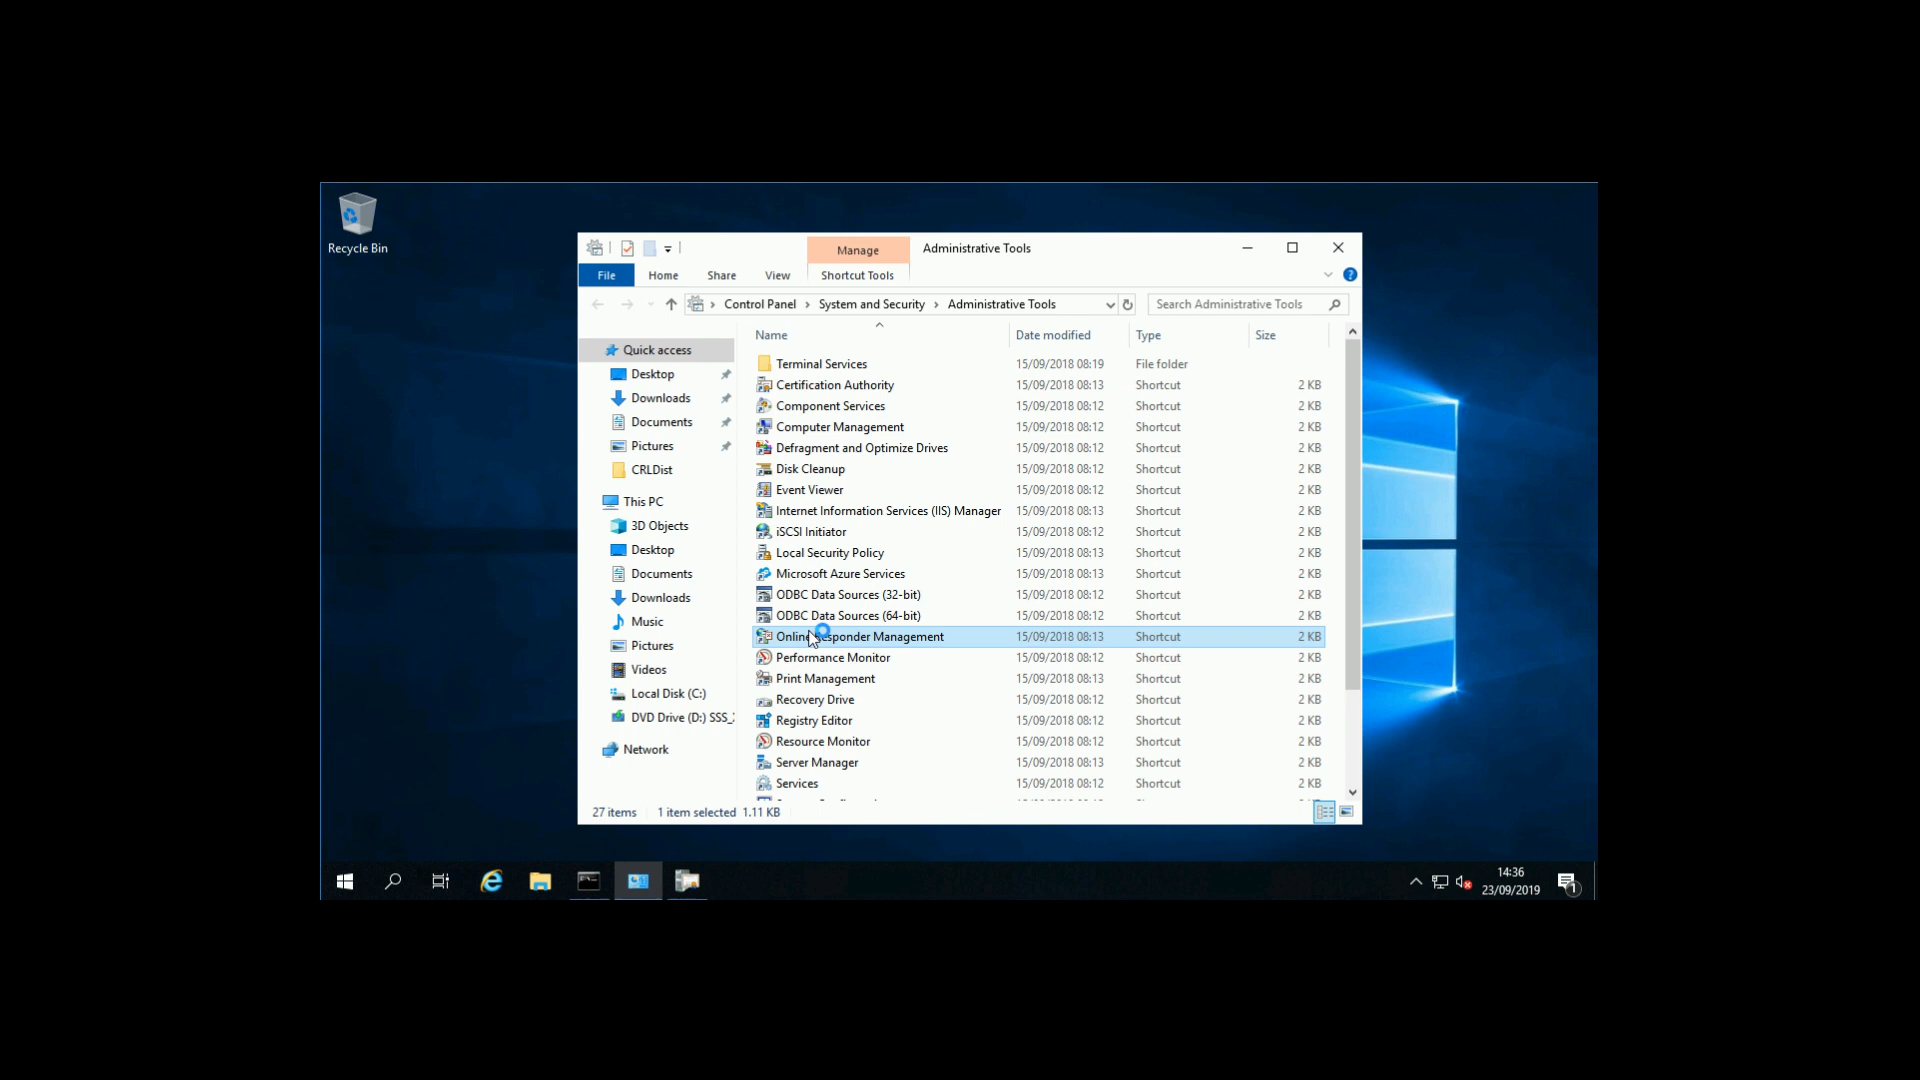 Recycle Bin
Manage
Administrative Tools
File
Home
Share
View
Shortcut Tools
Control Panel
System and Security
Administrative Tools
Search Administrative Tools
Name
Date modified
Type
Size
Quick access
Desktop
Downloads
Documents
Pictures
CRLDist
This PC
3D Objects
Desktop
Documents
Downloads
Music
Pictures
Videos
Local Disk (C:)
DVD Drive (D:) SSS_
Network
Terminal Services 15/09/2018 08:19 File folder
Certification Authority 15/09/2018 08:13 Shortcut 2 KB
Component Services 15/09/2018 08:12 Shortcut 2 KB
Computer Management 15/09/2018 08:12 Shortcut 2 KB
Defragment and Optimize Drives 15/09/2018 08:12 Shortcut 2 KB
Disk Cleanup 15/09/2018 08:12 Shortcut 2 KB
Event Viewer 15/09/2018 08:12 Shortcut 2 KB
Internet Information Services (IIS) Manager 15/09/2018 08:13 Shortcut 2 KB
iSCSI Initiator 15/09/2018 08:12 Shortcut 2 KB
Local Security Policy 15/09/2018 08:13 Shortcut 2 KB
Microsoft Azure Services 15/09/2018 08:13 Shortcut 2 KB
ODBC Data Sources (32-bit) 15/09/2018 08:12 Shortcut 2 KB
ODBC Data Sources (64-bit) 15/09/2018 08:12 Shortcut 2 KB
Online Responder Management 15/09/2018 08:13 Shortcut 2 KB
Performance Monitor 15/09/2018 08:12 Shortcut 2 KB
Print Management 15/09/2018 08:13 Shortcut 2 KB
Recovery Drive 15/09/2018 08:12 Shortcut 2 KB
Registry Editor 15/09/2018 08:12 Shortcut 2 KB
Resource Monitor 15/09/2018 08:12 Shortcut 2 KB
Server Manager 15/09/2018 08:13 Shortcut 2 KB
Services 15/09/2018 08:12 Shortcut 2 KB
27 items 1 item selected 1.11 KB
14:36
23/09/2019
1